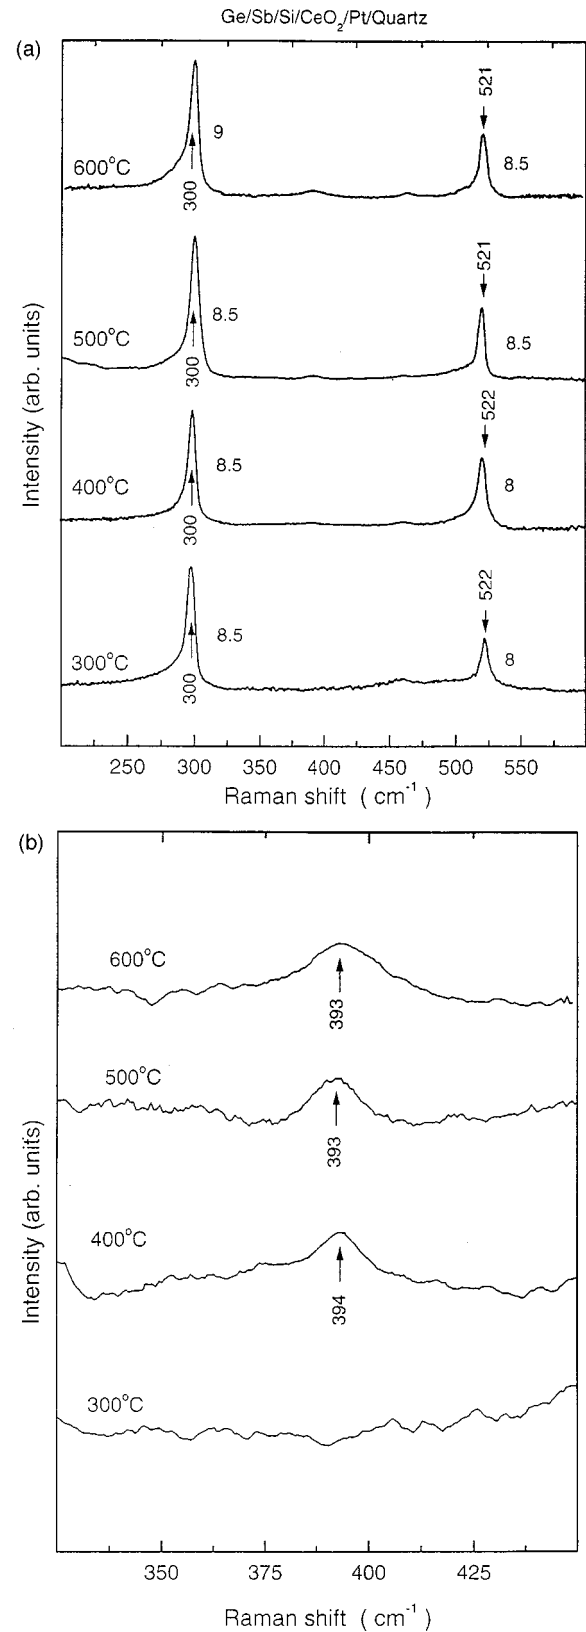 Ge/Sb/Si/CeO₂/Pt/Quartz
(a)
521
9
8.5
600°C
300
521
8.5
8.5
500°C
300
522
8.5
8
400°C
300
522
8.5
8
300°C
300
Intensity (arb. units)
250 300 350 400 450 500 550
Raman shift ( cm⁻¹ )
(b)
600°C
393
500°C
393
400°C
394
300°C
Intensity (arb. units)
350 375 400 425
Raman shift ( cm⁻¹ )